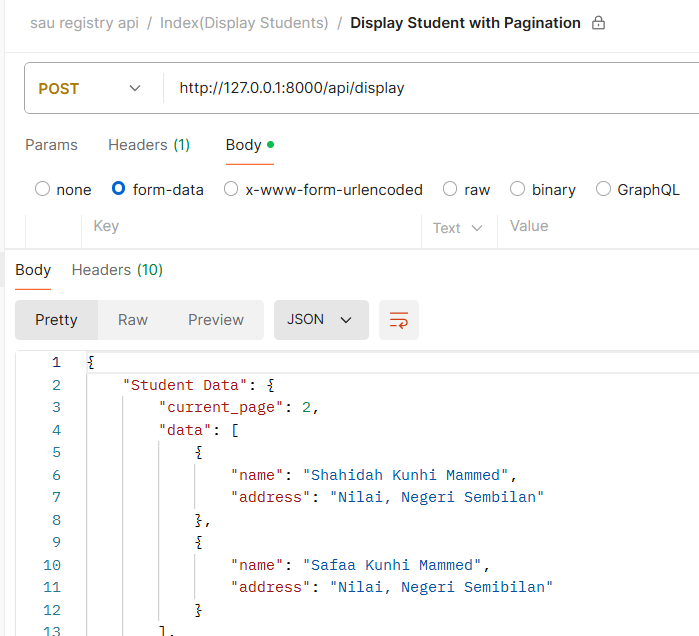 sau registry api / Index(Display Students) / Display Student with Pagination
POST http://127.0.0.1:8000/api/display
Params Headers (1) Body
none form-data x-www-form-urlencoded raw binary GraphQL
Key Text Value
Body Headers (10)
Pretty Raw Preview JSON
1 {
2 "Student Data": {
3 "current_page": 2,
4 "data": [
5 {
6 "name": "Shahidah Kunhi Mammed",
7 "address": "Nilai, Negeri Sembilan"
8 },
9 {
10 "name": "Safaa Kunhi Mammed",
11 "address": "Nilai, Negeri Semibilan"
12 }
13 ],